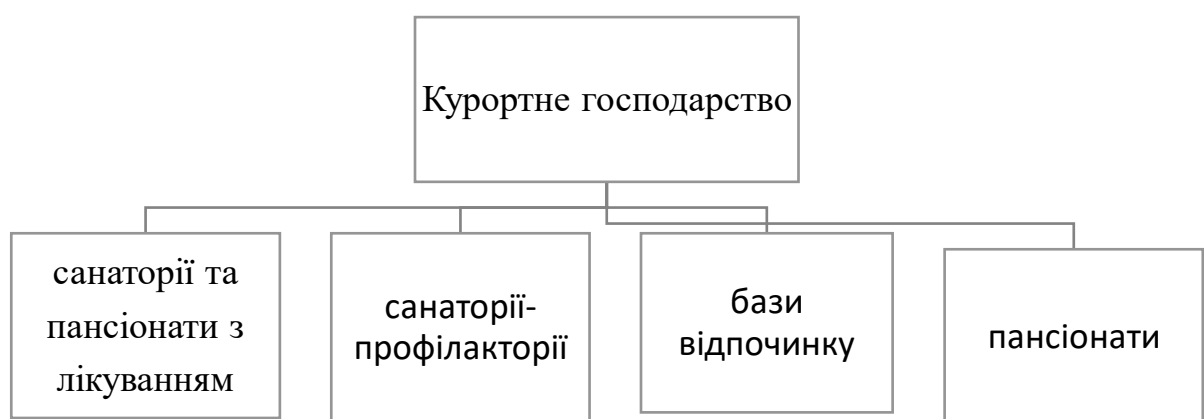 Курортне господарство
санаторії та
пансіонати з
лікуванням
санаторії-
профілакторії
бази
відпочинку
пансіонати